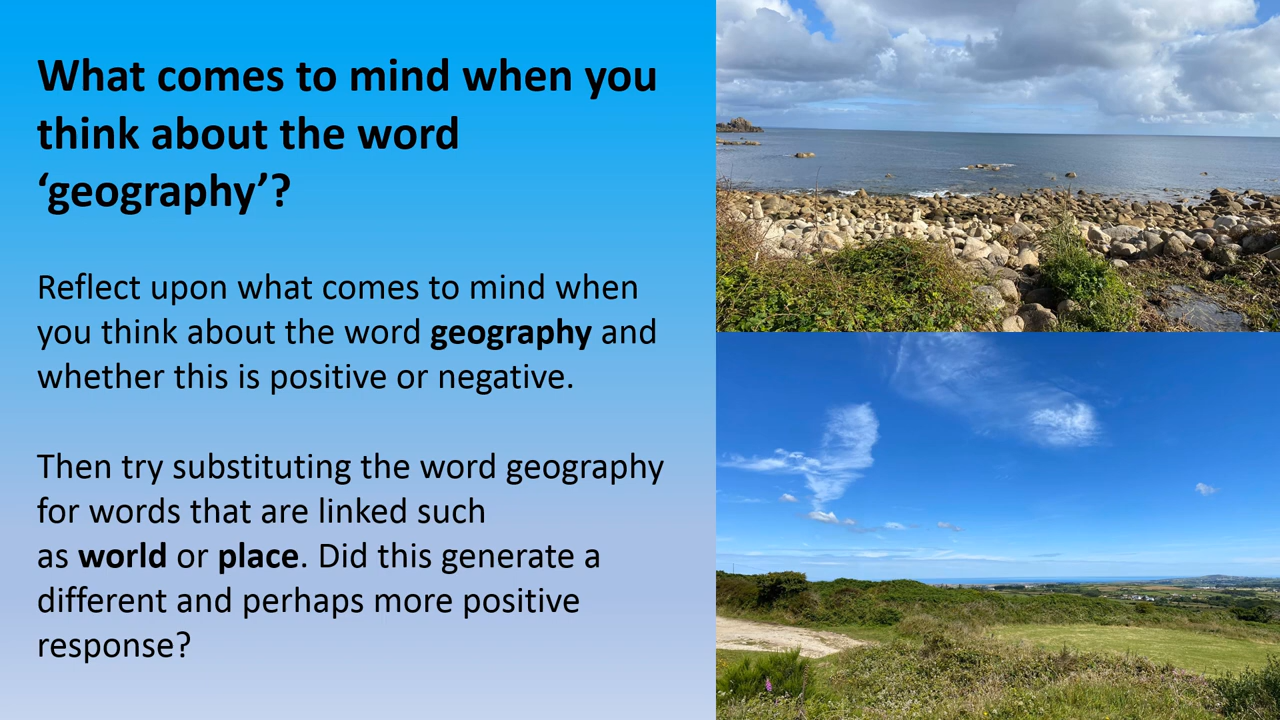 What comes to mind when you
think about the word
‘geography’?
Reflect upon what comes to mind when
you think about the word geography and
whether this is positive or negative.
Then try substituting the word geography
for words that are linked such
as world or place. Did this generate a
different and perhaps more positive
response?